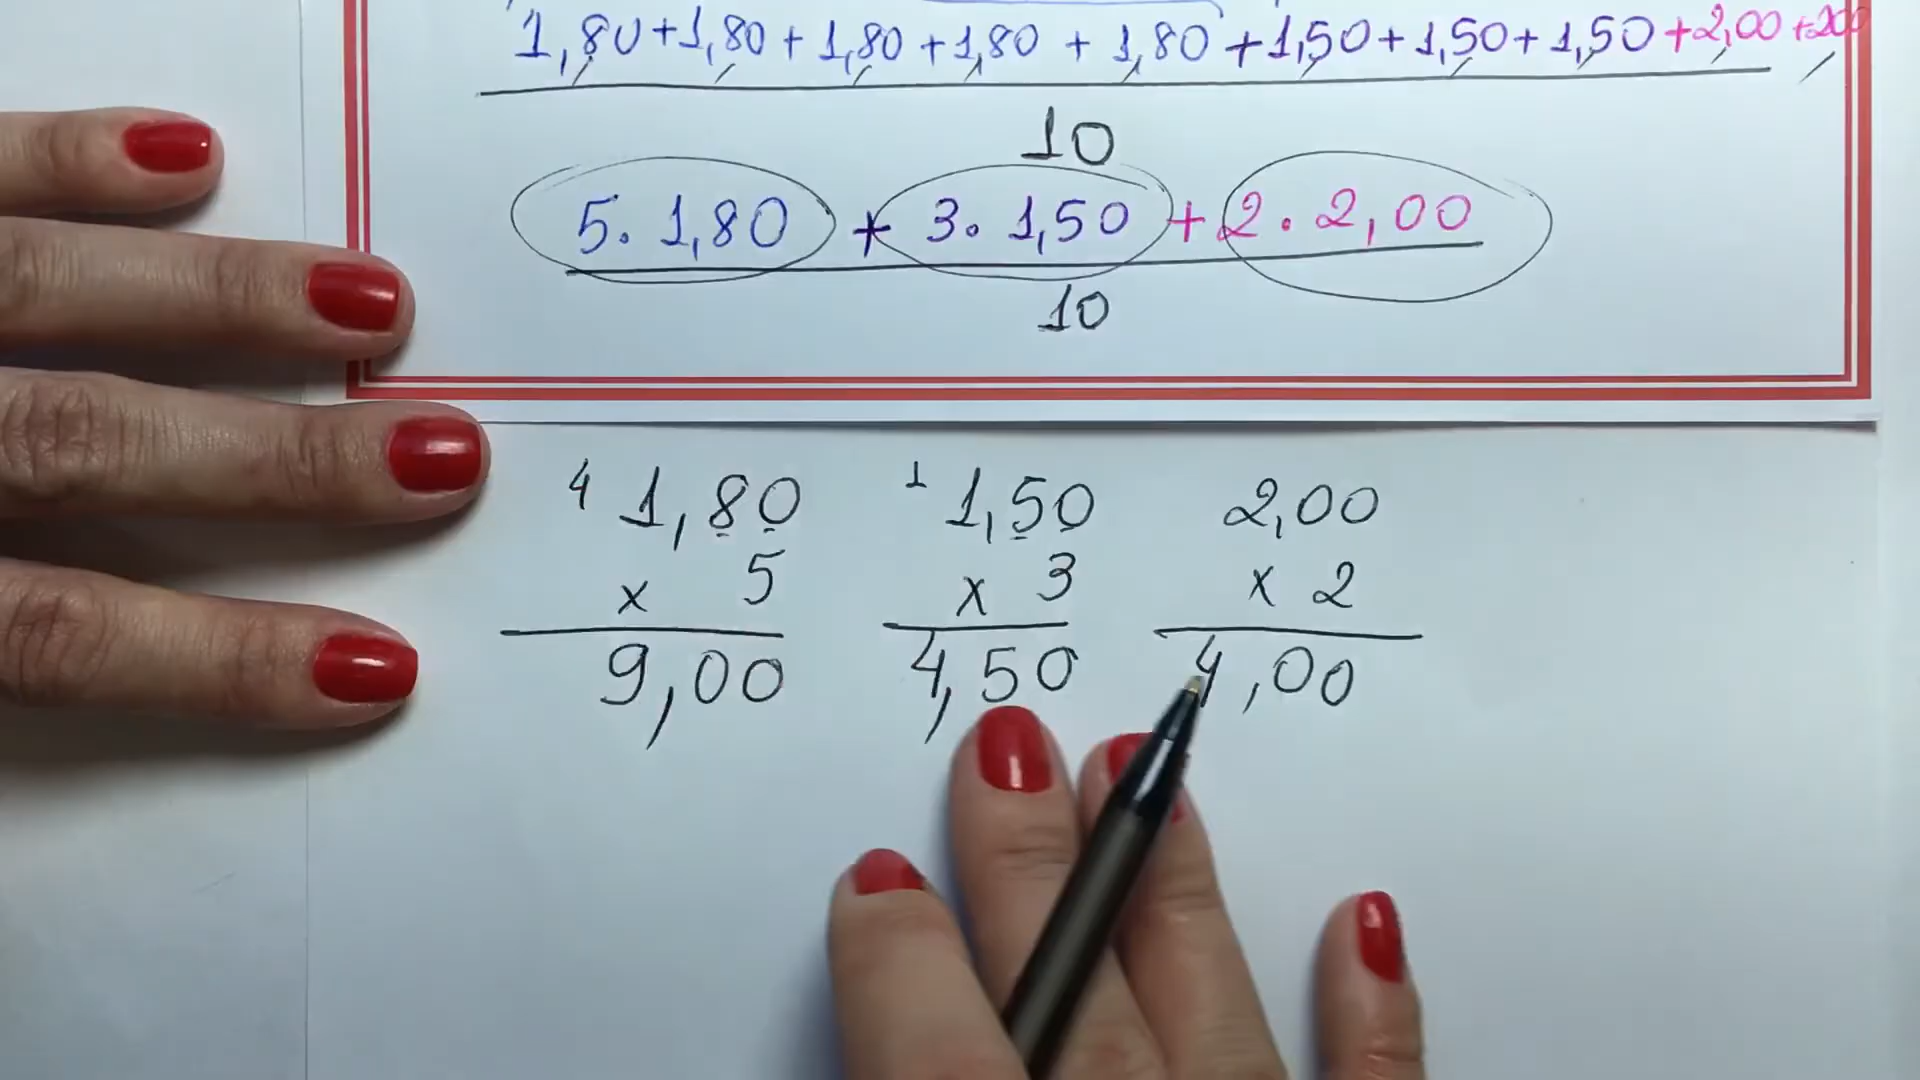 1,80 + 1,80 + 1,80 + 1,80 + 1,80 + 1,50 + 1,50 + 1,50 + 2,00 + 200
10
5. 1,80 + 3. 1,50 + 2. 2,00
10
4 1,80 1 1,50 2,00
x 5 x 3 x 2
9,00 4,50 4,00